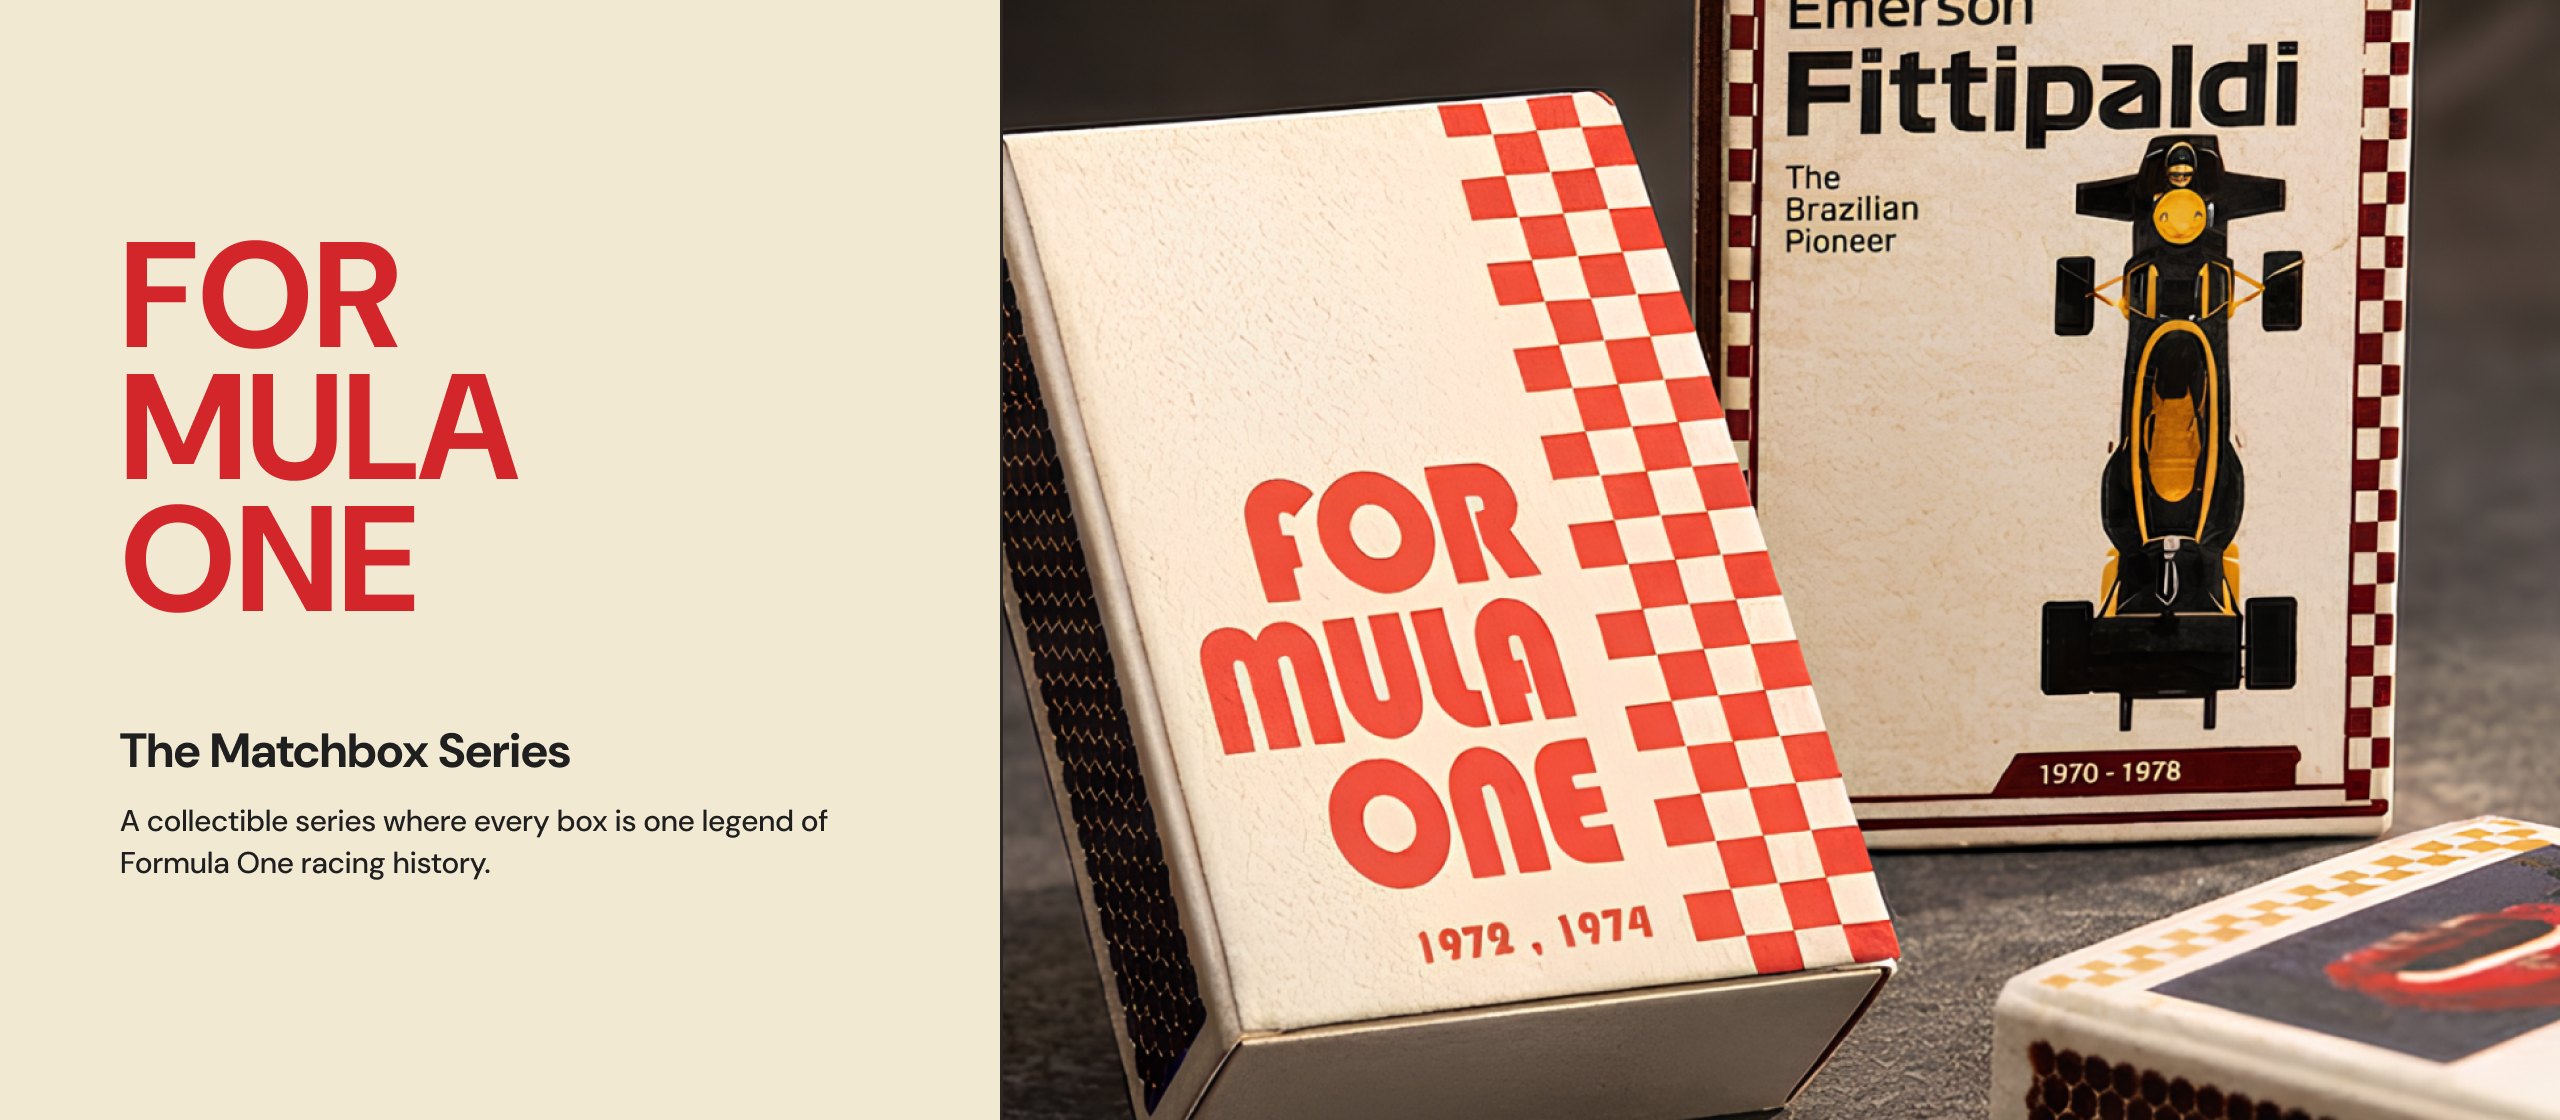 FOR
MULA
ONE
The Matchbox Series
A collectible series where every box is one legend of
Formula One racing history.
FOR
MULA
ONE
1972 , 1974
Emerson
Fittipaldi
The
Brazilian
Pioneer
1970 - 1978